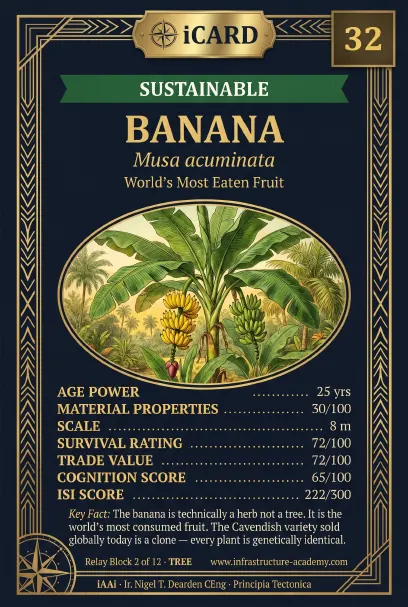 iCARD
32
SUSTAINABLE
BANANA
Musa acuminata
World's Most Eaten Fruit
AGE POWER ............ 25 yrs
MATERIAL PROPERTIES ................ 30/100
SCALE ........................................... 8 m
SURVIVAL RATING ....................... 72/100
TRADE VALUE ............................ 72/100
COGNITION SCORE ...................... 65/100
ISI SCORE .................................. 222/300
Key Fact: The banana is technically a herb not a tree. It is the
world's most consumed fruit. The Cavendish variety sold
globally today is a clone — every plant is genetically identical.
Relay Block 2 of 12 · TREE www.infrastructure-academy.com
iAAi · Ir. Nigel T. Dearden CEng · Principia Tectonica